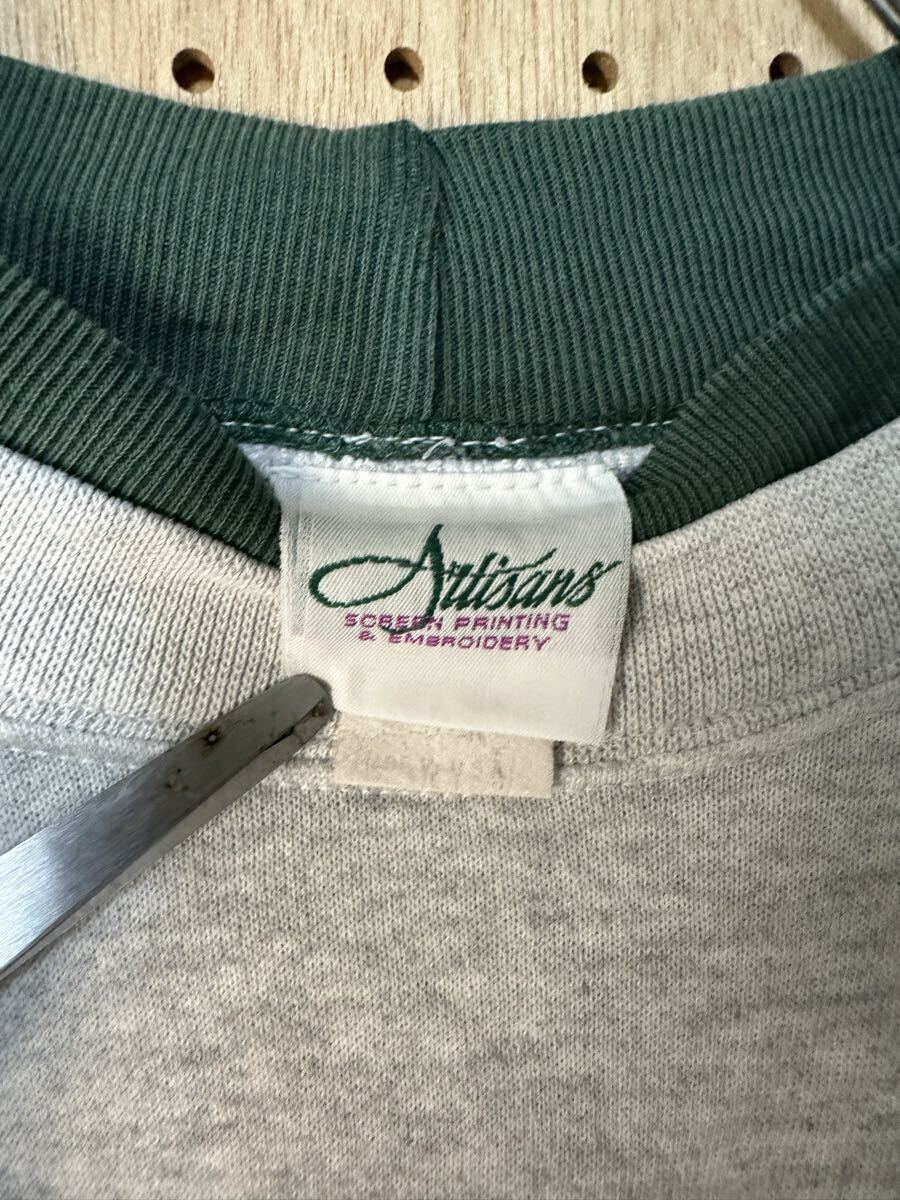 Artisans
SCREEN PRINTING
& EMBROIDERY